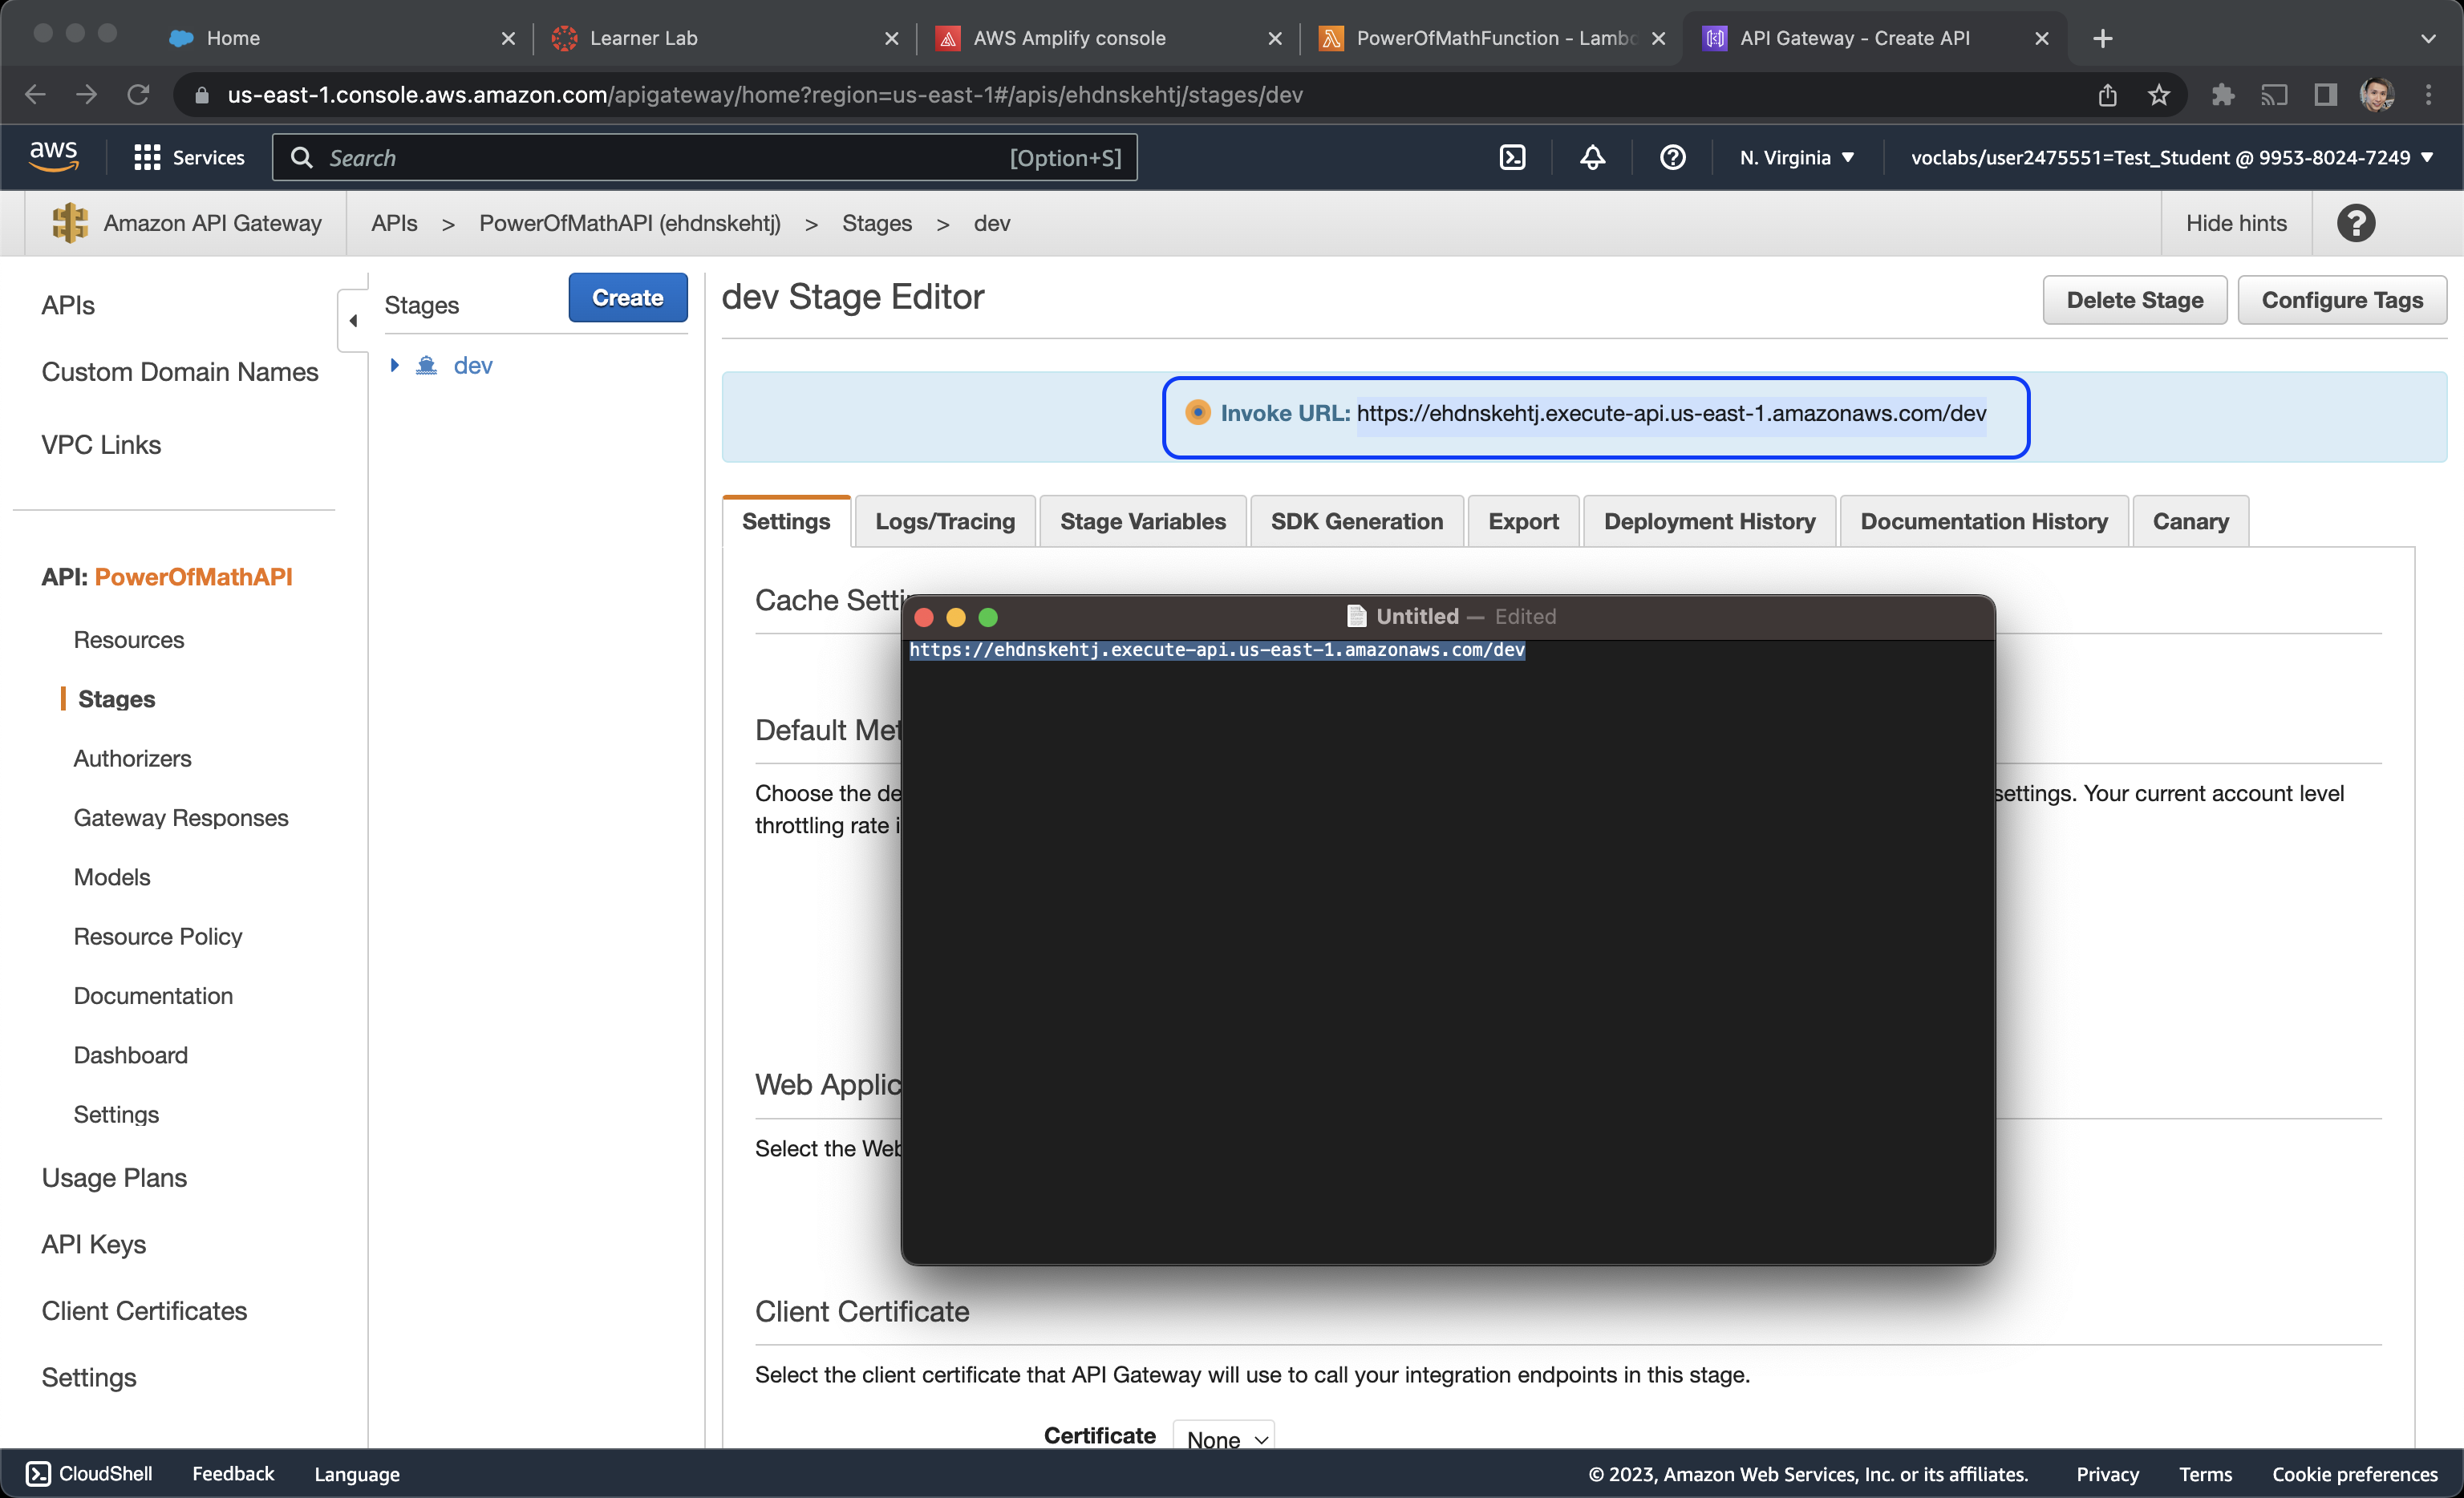 Home
Learner Lab
AWS Amplify console
PowerOfMathFunction - Lambd
API Gateway - Create API
us-east-1.console.aws.amazon.com/apigateway/home?region=us-east-1#/apis/ehdnskehtj/stages/dev
aws
Services
Search
[Option+S]
N. Virginia
voclabs/user2475551=Test_Student @ 9953-8024-7249
Amazon API Gateway
APIs > PowerOfMathAPI (ehdnskehtj) > Stages > dev
Hide hints
APIs
Custom Domain Names
VPC Links
API: PowerOfMathAPI
Resources
Stages
Authorizers
Gateway Responses
Models
Resource Policy
Documentation
Dashboard
Settings
Usage Plans
API Keys
Client Certificates
Settings
Stages
Create
dev
dev Stage Editor
Delete Stage
Configure Tags
Invoke URL: https://ehdnskehtj.execute-api.us-east-1.amazonaws.com/dev
Settings
Logs/Tracing
Stage Variables
SDK Generation
Export
Deployment History
Documentation History
Canary
Cache Setti
Untitled — Edited
https://ehdnskehtj.execute-api.us-east-1.amazonaws.com/dev
Default Met
Choose the de
settings. Your current account level
throttling rate i
Web Applic
Select the Web
Client Certificate
Select the client certificate that API Gateway will use to call your integration endpoints in this stage.
Certificate
None
CloudShell
Feedback
Language
© 2023, Amazon Web Services, Inc. or its affiliates.
Privacy
Terms
Cookie preferences